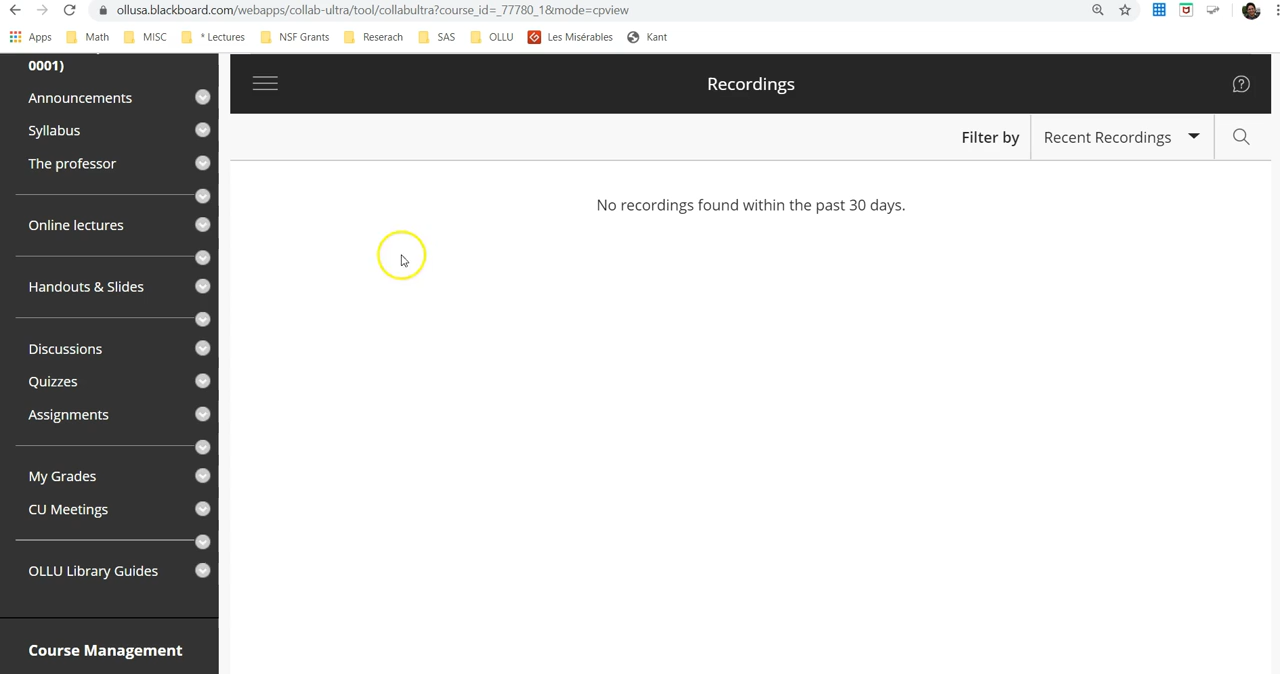 ollusa.blackboard.com/webapps/collab-ultra/tool/collabultra?course_id=_77780_1&mode=cpview
Apps Math MISC * Lectures NSF Grants Reserach SAS OLLU Les Misérables Kant
0001)
Announcements
Syllabus
The professor
Online lectures
Handouts & Slides
Discussions
Quizzes
Assignments
My Grades
CU Meetings
OLLU Library Guides
Course Management
Recordings
Filter by Recent Recordings
No recordings found within the past 30 days.